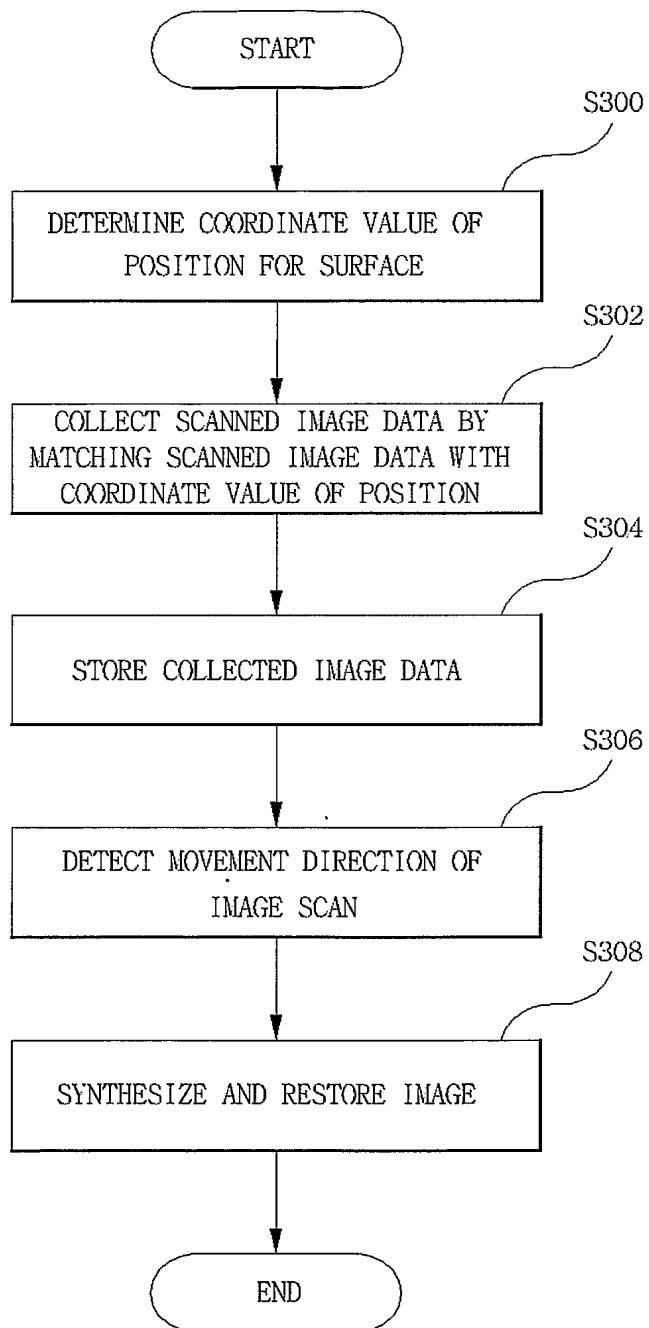 START
S300
DETERMINE COORDINATE VALUE OF
POSITION FOR SURFACE
S302
COLLECT SCANNED IMAGE DATA BY
MATCHING SCANNED IMAGE DATA WITH
COORDINATE VALUE OF POSITION
S304
STORE COLLECTED IMAGE DATA
S306
DETECT MOVEMENT DIRECTION OF
IMAGE SCAN
S308
SYNTHESIZE AND RESTORE IMAGE
END